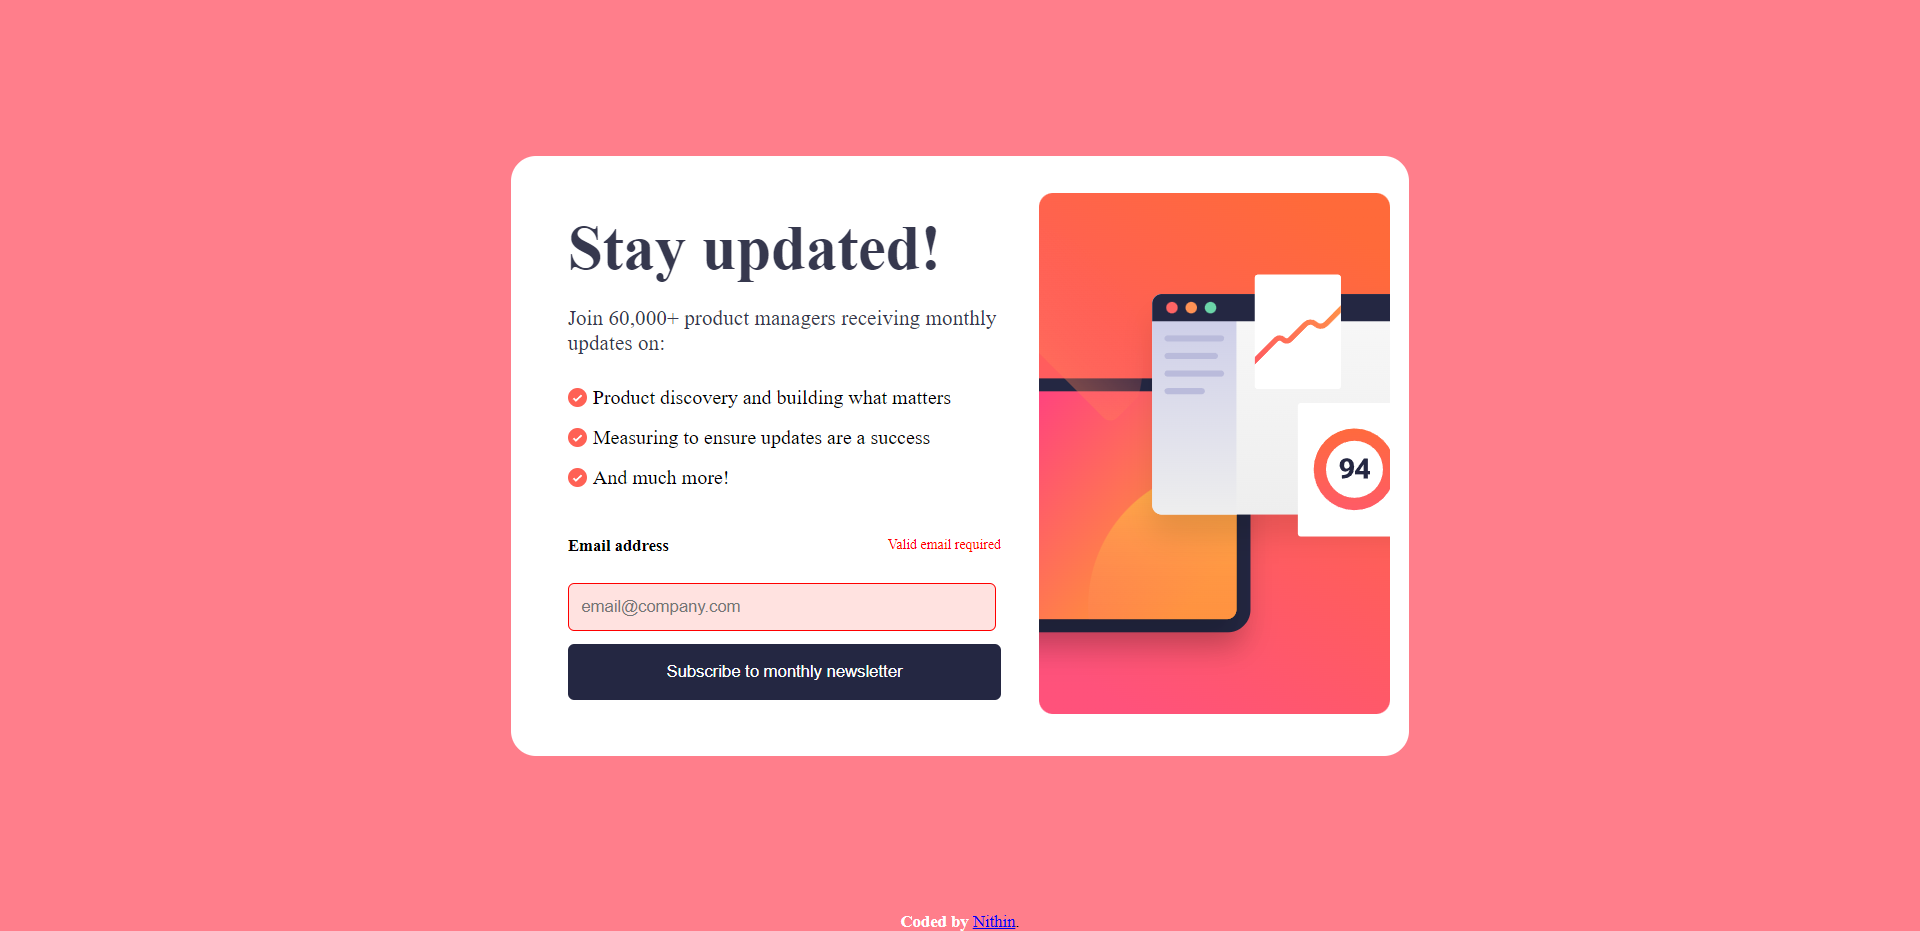 Stay updated!
Join 60,000+ product managers receiving monthly
updates on:
Product discovery and building what matters
Measuring to ensure updates are a success
And much more!
Email address
Valid email required
email@company.com
Subscribe to monthly newsletter
94
Coded by Nithin.